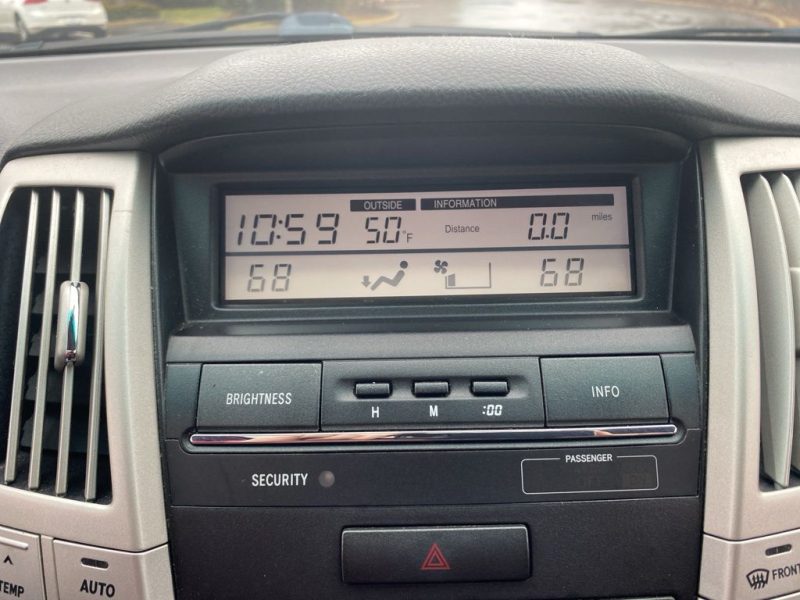 OUTSIDE INFORMATION
10:59 50°F Distance 0.0 miles
68 68
BRIGHTNESS INFO
H M :00
SECURITY PASSENGER
TEMP AUTO FRONT